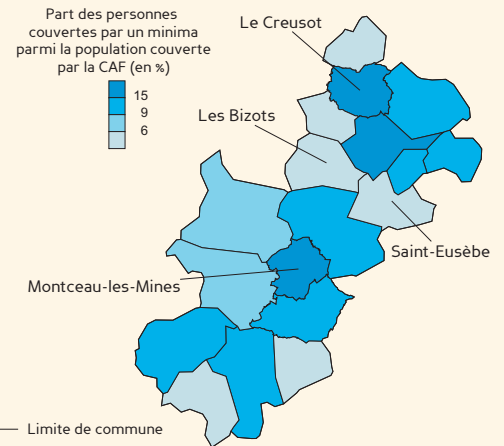 Part des personnes
couvertes par un minima
parmi la population couverte
par la CAF (en %)
15
9
6
Le Creusot
Les Bizots
Saint-Eusèbe
Montceau-les-Mines
Limite de commune